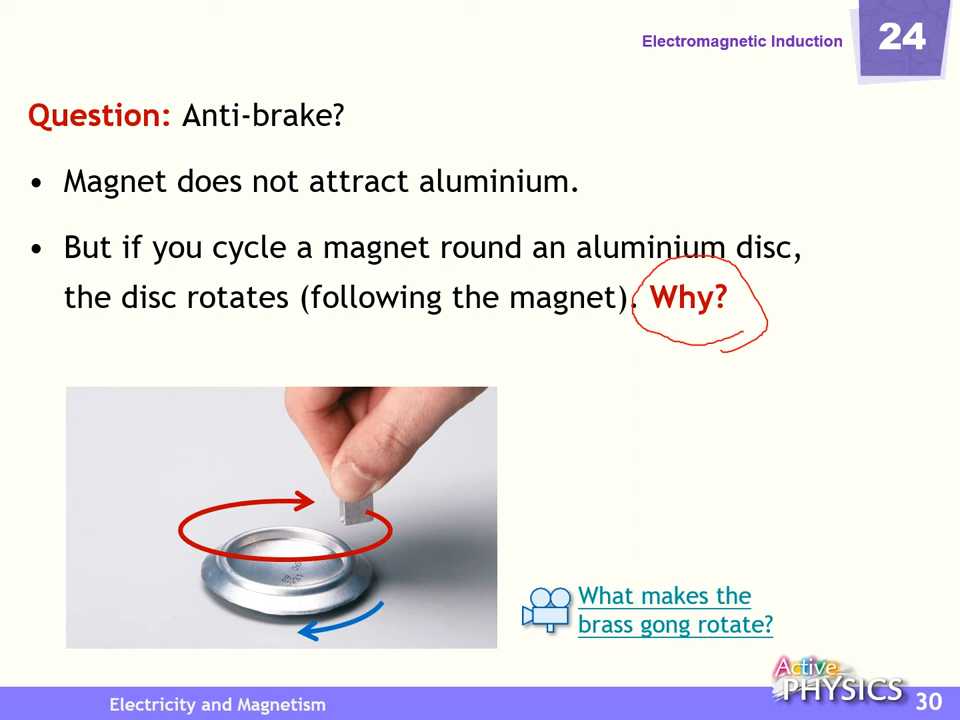 Electromagnetic Induction
24
Question: Anti-brake?
• Magnet does not attract aluminium.
• But if you cycle a magnet round an aluminium disc,
the disc rotates (following the magnet). Why?
What makes the
brass gong rotate?
Active
PHYSICS
Electricity and Magnetism
30